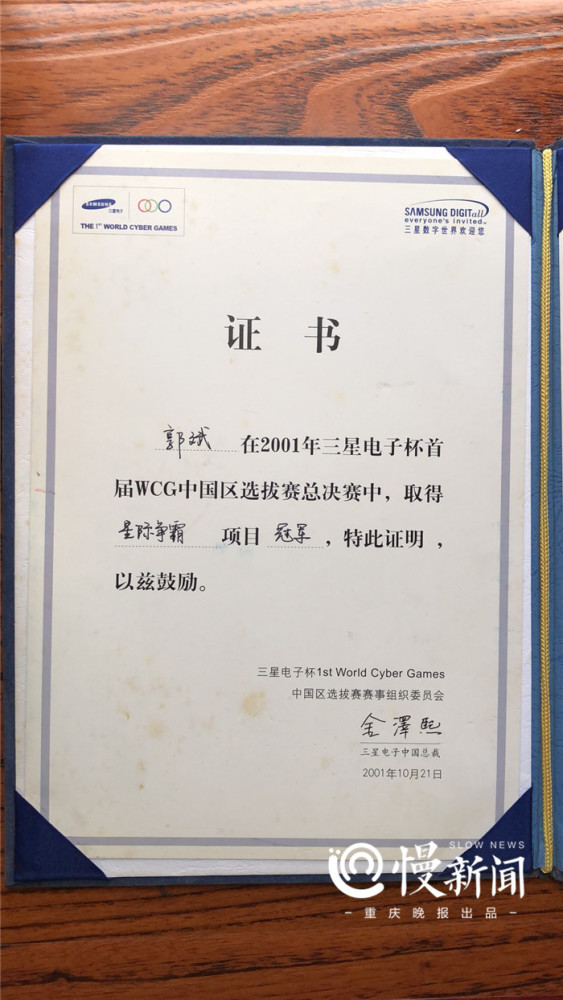 SAMSUNG
三星电子
THE 1ST WORLD CYBER GAMES
SAMSUNG DIGITall
everyone's invited™
三星数字世界欢迎您
证 书
郭斌 在2001年三星电子杯首
届WCG中国区选拔赛总决赛中，取得
星际争霸 项目 冠军 ，特此证明，
以兹鼓励。
三星电子杯1st World Cyber Games
中国区选拔赛赛事组织委员会
金澤熙
三星电子中国总裁
2001年10月21日
SLOW NEWS
慢新闻
-重庆晚报出品-